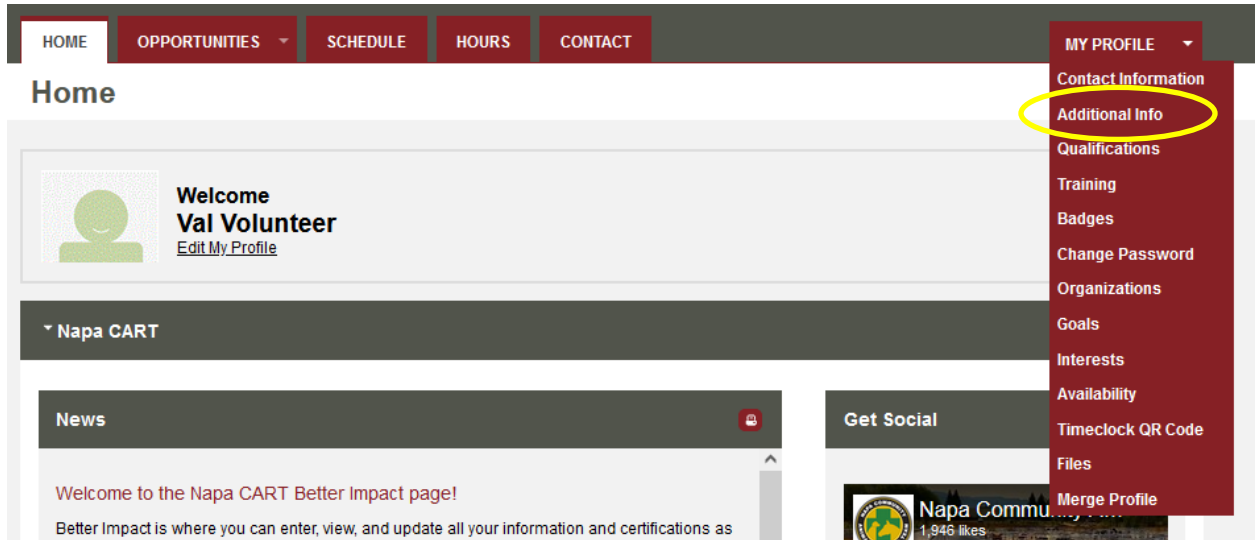 HOME
OPPORTUNITIES
SCHEDULE
HOURS
CONTACT
MY PROFILE
Contact Information
Additional Info
Qualifications
Training
Badges
Change Password
Organizations
Goals
Interests
Availability
Timeclock QR Code
Files
Merge Profile
Home
Welcome
Val Volunteer
Edit My Profile
Napa CART
News
Welcome to the Napa CART Better Impact page!
Better Impact is where you can enter, view, and update all your information and certifications as
Get Social
Napa Commu
1,946 likes